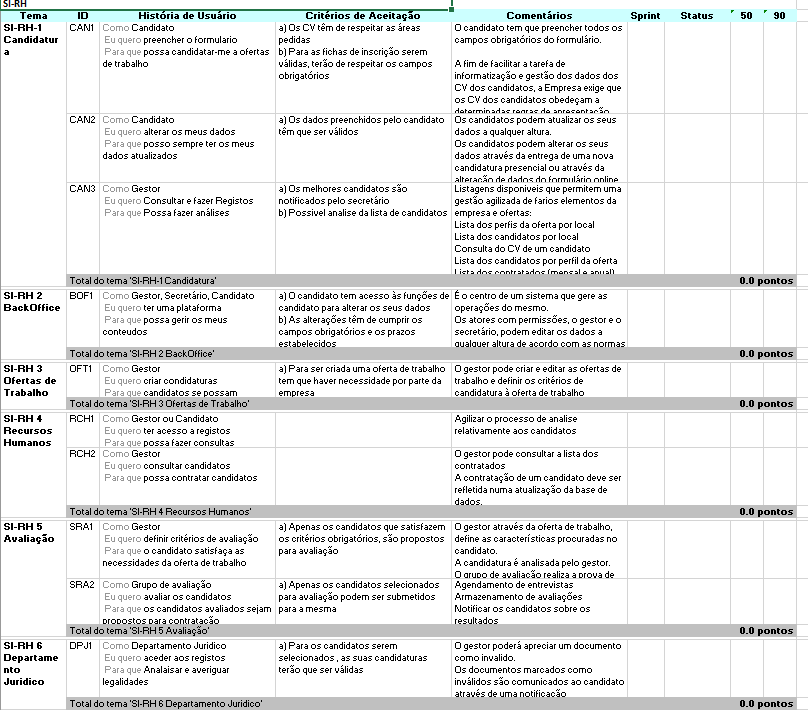 SI-RH
Tema ID História de Usuário Critérios de Aceitação Comentários Sprint Status 50 90
SI-RH-1
Candidatur
a
CAN1
Como Candidato
Eu quero preencher o formulario
Para que possa candidatar-me a ofertas
de trabalho
a) Os CV têm de respeitar as áreas
pedidas
b) Para as fichas de inscrição serem
válidas, terão de respeitar os campos
obrigatórios
O candidato tem que preencher todos os
campos obrigatórios do formulário.
A fim de facilitar a tarefa de
informatização e gestão dos dados dos
CV dos candidatos, a Empresa exige que
os CV dos candidatos obedeçam a
determinadas regras de apresentação
CAN2
Como Candidato
Eu quero alterar os meus dados
Para que posso sempre ter os meus
dados atualizados
a) Os dados preenchidos pelo candidato
têm que ser válidos
Os candidatos podem atualizar os seus
dados a qualquer altura.
Os candidatos podem alterar os seus
dados através da entrega de uma nova
candidatura presencial ou através da
alteração de dados do formulário online
CAN3
Como Gestor
Eu quero Consultar e fazer Registos
Para que Possa fazer análises
a) Os melhores candidatos são
notificados pelo secretário
b) Possivel analise da lista de candidatos
Listagens disponiveis que permitem uma
gestão agilizada de farios elementos da
empresa e ofertas:
Lista dos perfis da oferta por local
Lista dos candidatos por local
Consulta do CV de um candidato
Lista dos candidatos por perfil da oferta
Lista dos contratados (mensal e anual)
Total do tema 'SI-RH-1 Candidatura' 0.0 pontos
SI-RH 2
BackOffice
BOF1
Como Gestor, Secretário, Candidato
Eu quero ter uma plataforma
Para que possa gerir os meus
conteudos
a) O candidato tem acesso às funções de
candidato para alterar os seus dados
b) As alterações têm de cumprir os
campos obrigatórios e os prazos
estabelecidos
É o centro de um sistema que gere as
operações do mesmo.
Os atores com permissões, o gestor e o
secretário, podem editar os dados a
qualquer altura de acordo com as normas
Total do tema 'SI-RH 2 BackOffice' 0.0 pontos
SI-RH 3
Ofertas de
Trabalho
OFT1
Como Gestor
Eu quero criar condidaturas
Para que candidatos se possam
a) Para ser criada uma oferta de trabalho
tem que haver necessidade por parte da
empresa
O gestor pode criar e editar as ofertas de
trabalho e definir os critérios de
candidatura à oferta de trabalho
Total do tema 'SI-RH 3 Ofertas de Trabalho' 0.0 pontos
SI-RH 4
Recursos
Humanos
RCH1
Como Gestor ou Candidato
Eu quero ter acesso a registos
Para que possa fazer consultas
Agilizar o processo de analise
relativamente aos candidatos
RCH2
Como Gestor
Eu quero consultar candidatos
Para que possa contratar candidatos
O gestor pode consultar a lista dos
contratados
A contratação de um candidato deve ser
refletida numa atualização da base de
dados.
Total do tema 'SI-RH 4 Recursos Humanos' 0.0 pontos
SI-RH 5
Avaliação
SRA1
Como Gestor
Eu quero definir critérios de avaliação
Para que o candidato satisfaça as
necessidades da oferta de trabalho
a) Apenas os candidatos que satisfazem
os critérios obrigatórios, são propostos
para avaliação
O gestor através da oferta de trabalho,
define as características procuradas no
candidato.
A candidatura é analisada pelo gestor.
O grupo de avaliação realiza a prova de
SRA2
Como Grupo de avaliação
Eu quero avaliar os candidatos
Para que os candidatos avaliados sejam
propostos para contratação
a) Apenas os candidatos selecionados
para avaliação podem ser submetidos
para a mesma
Agendamento de entrevistas
Armazenamento de avaliações
Notificar os candidatos sobre os
resultados
Total do tema 'SI-RH 5 Avaliação' 0.0 pontos
SI-RH 6
Departame
nto
Juridico
DPJ1
Como Departamento Juridico
Eu quero aceder aos registos
Para que Analaisar e averiguar
legalidades
a) Para os candidatos serem
selecionados , as suas candidaturas
terão que ser válidas
O gestor poderá apreciar um documento
como invalido.
Os documentos marcados como
inválidos são comunicados ao candidato
através de uma notificação
Total do tema 'SI-RH 6 Departamento Juridico' 0.0 pontos